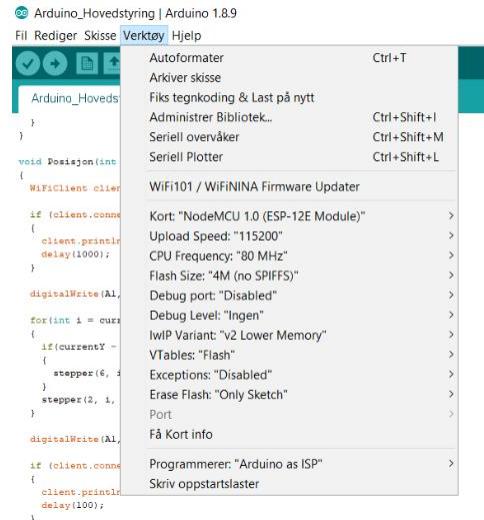 Arduino_Hovedstyring | Arduino 1.8.9
Fil Rediger Skisse Verktøy Hjelp
Autoformater Ctrl+T
Arkiver skisse
Fiks tegnkoding & Last på nytt
Administrer Bibliotek... Ctrl+Shift+I
Seriell overvåker Ctrl+Shift+M
Seriell Plotter Ctrl+Shift+L
WiFi101 / WiFiNINA Firmware Updater
Kort: "NodeMCU 1.0 (ESP-12E Module)"
Upload Speed: "115200"
CPU Frequency: "80 MHz"
Flash Size: "4M (no SPIFFS)"
Debug port: "Disabled"
Debug Level: "Ingen"
lwIP Variant: "v2 Lower Memory"
VTables: "Flash"
Exceptions: "Disabled"
Erase Flash: "Only Sketch"
Port
Få Kort info
Programmerer: "Arduino as ISP"
Skriv oppstartslaster
Arduino_Hoveds
}
}
void Posisjon(int
{
WiFiClient clien
if (client.conne
{
client.println
delay(1000);
}
digitalWrite(A1,
for(int i = curr
{
if(currentY -
{
stepper(6, i
}
stepper(2, i,
}
digitalWrite(A1,
if (client.conne
{
client.println
delay(100);
}